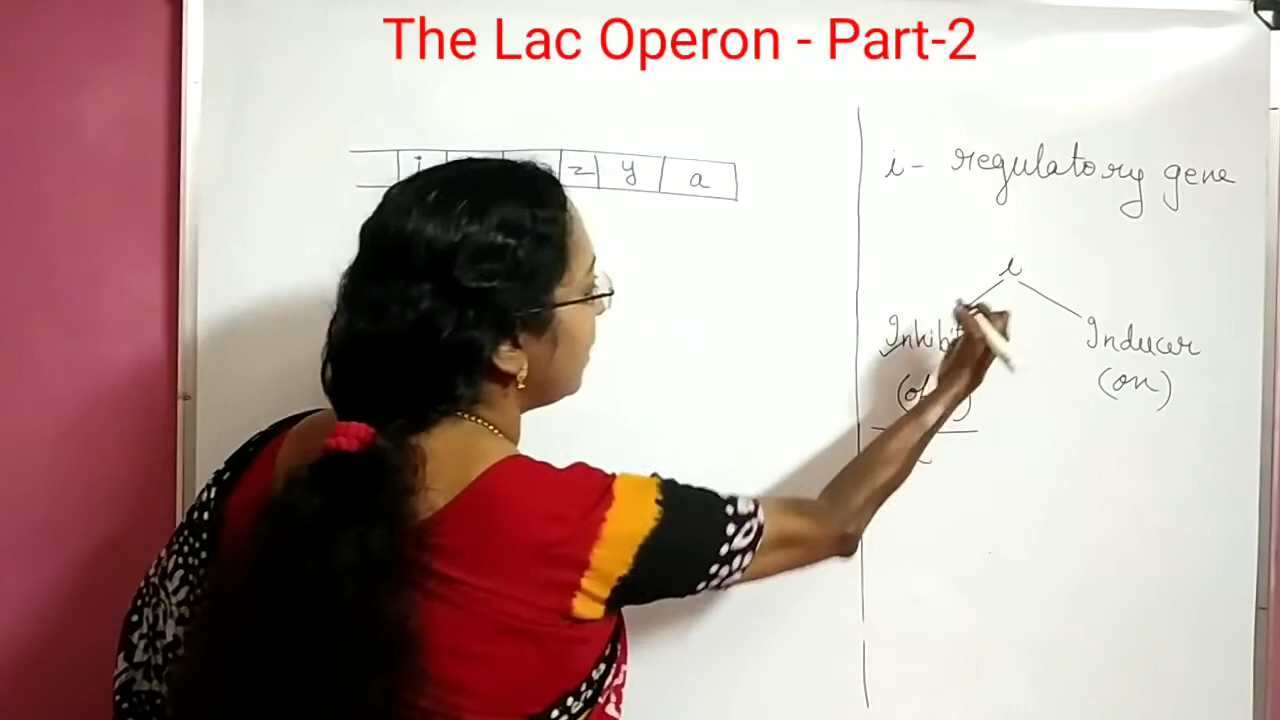 The Lac Operon - Part-2
i z y a
i - regulatory gene
i
Inducer
(on)